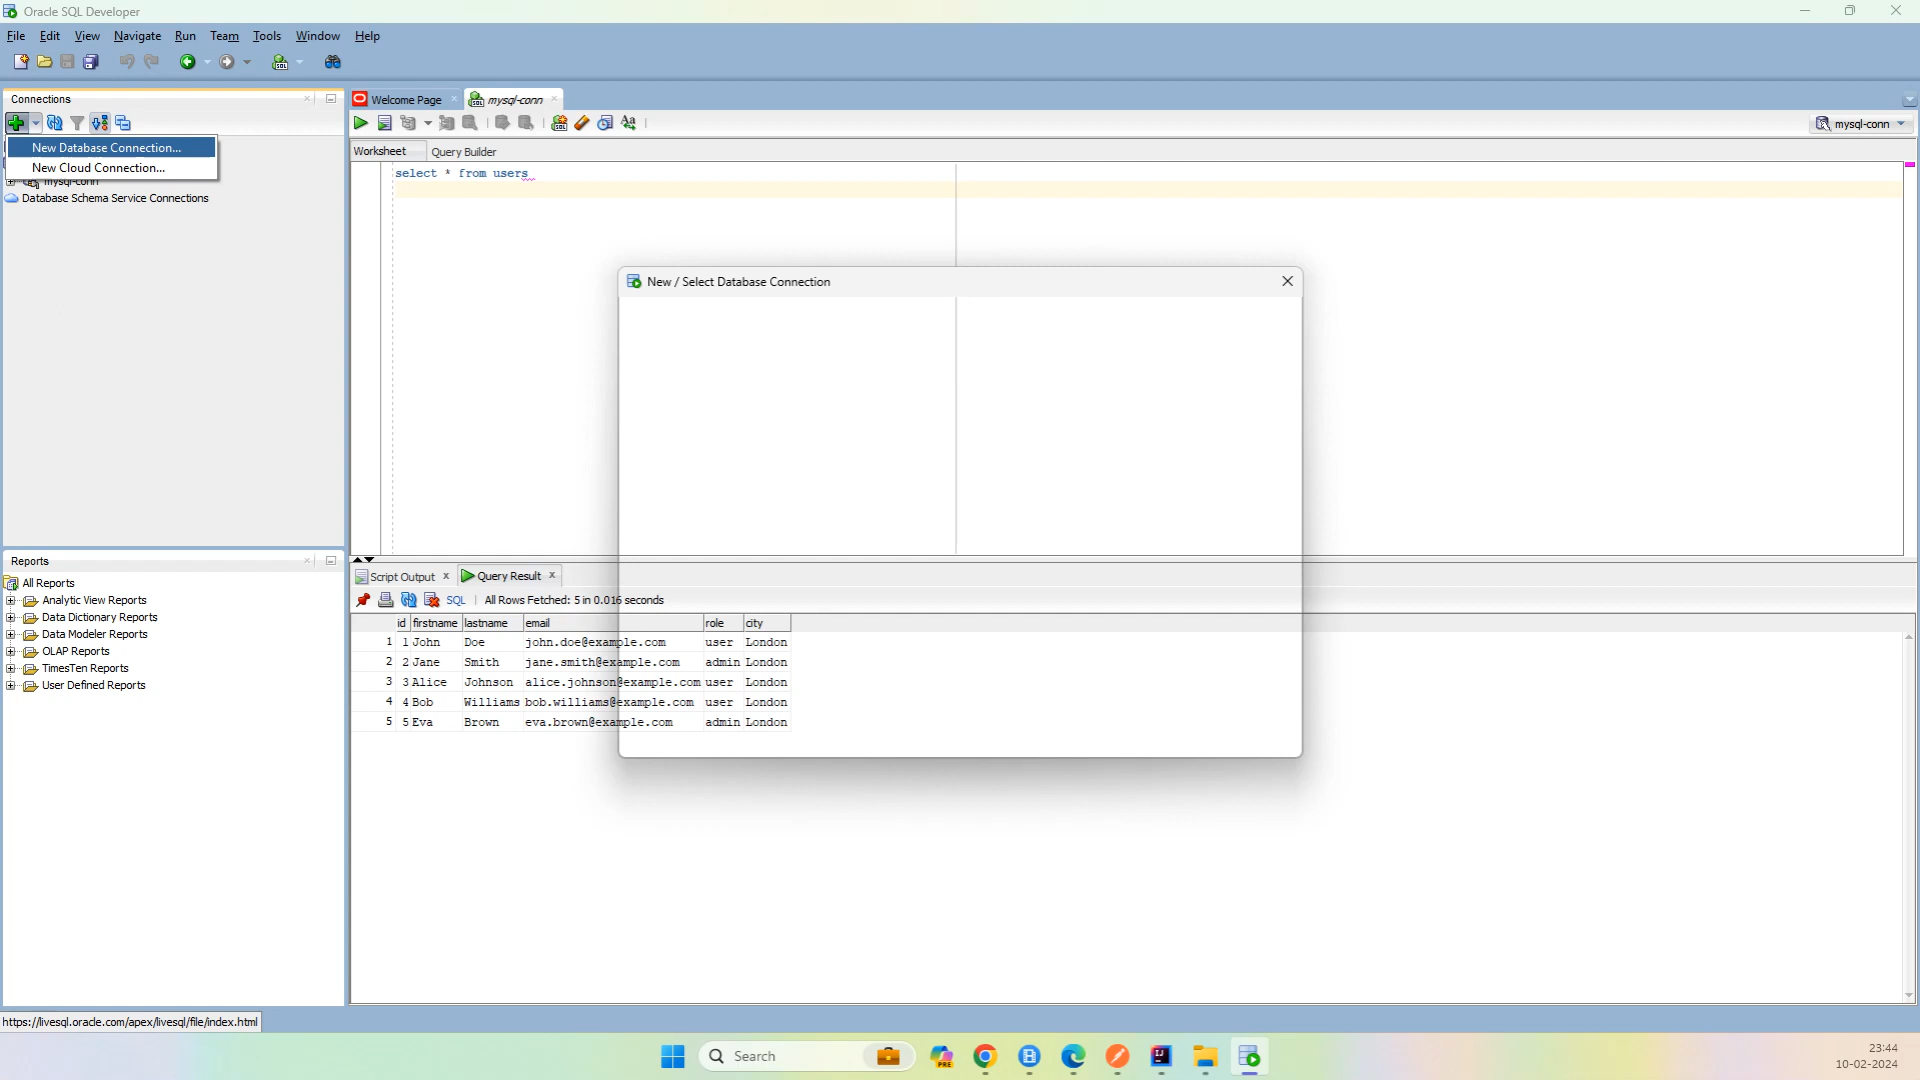 Oracle SQL Developer
File Edit View Navigate Run Team Tools Window Help
Connections
Welcome Page
mysql-conn
mysql-conn
New Database Connection...
New Cloud Connection...
mysql-conn
Database Schema Service Connections
Worksheet
Query Builder
select * from users
New / Select Database Connection
Reports
All Reports
Analytic View Reports
Data Dictionary Reports
Data Modeler Reports
OLAP Reports
TimesTen Reports
User Defined Reports
Script Output
Query Result
SQL
All Rows Fetched: 5 in 0.016 seconds
id firstname lastname email role city
1 1 John Doe john.doe@example.com user London
2 2 Jane Smith jane.smith@example.com admin London
3 3 Alice Johnson alice.johnson@example.com user London
4 4 Bob Williams bob.williams@example.com user London
5 5 Eva Brown eva.brown@example.com admin London
https://livesql.oracle.com/apex/livesql/file/index.html
Search
PRE
23:44
10-02-2024